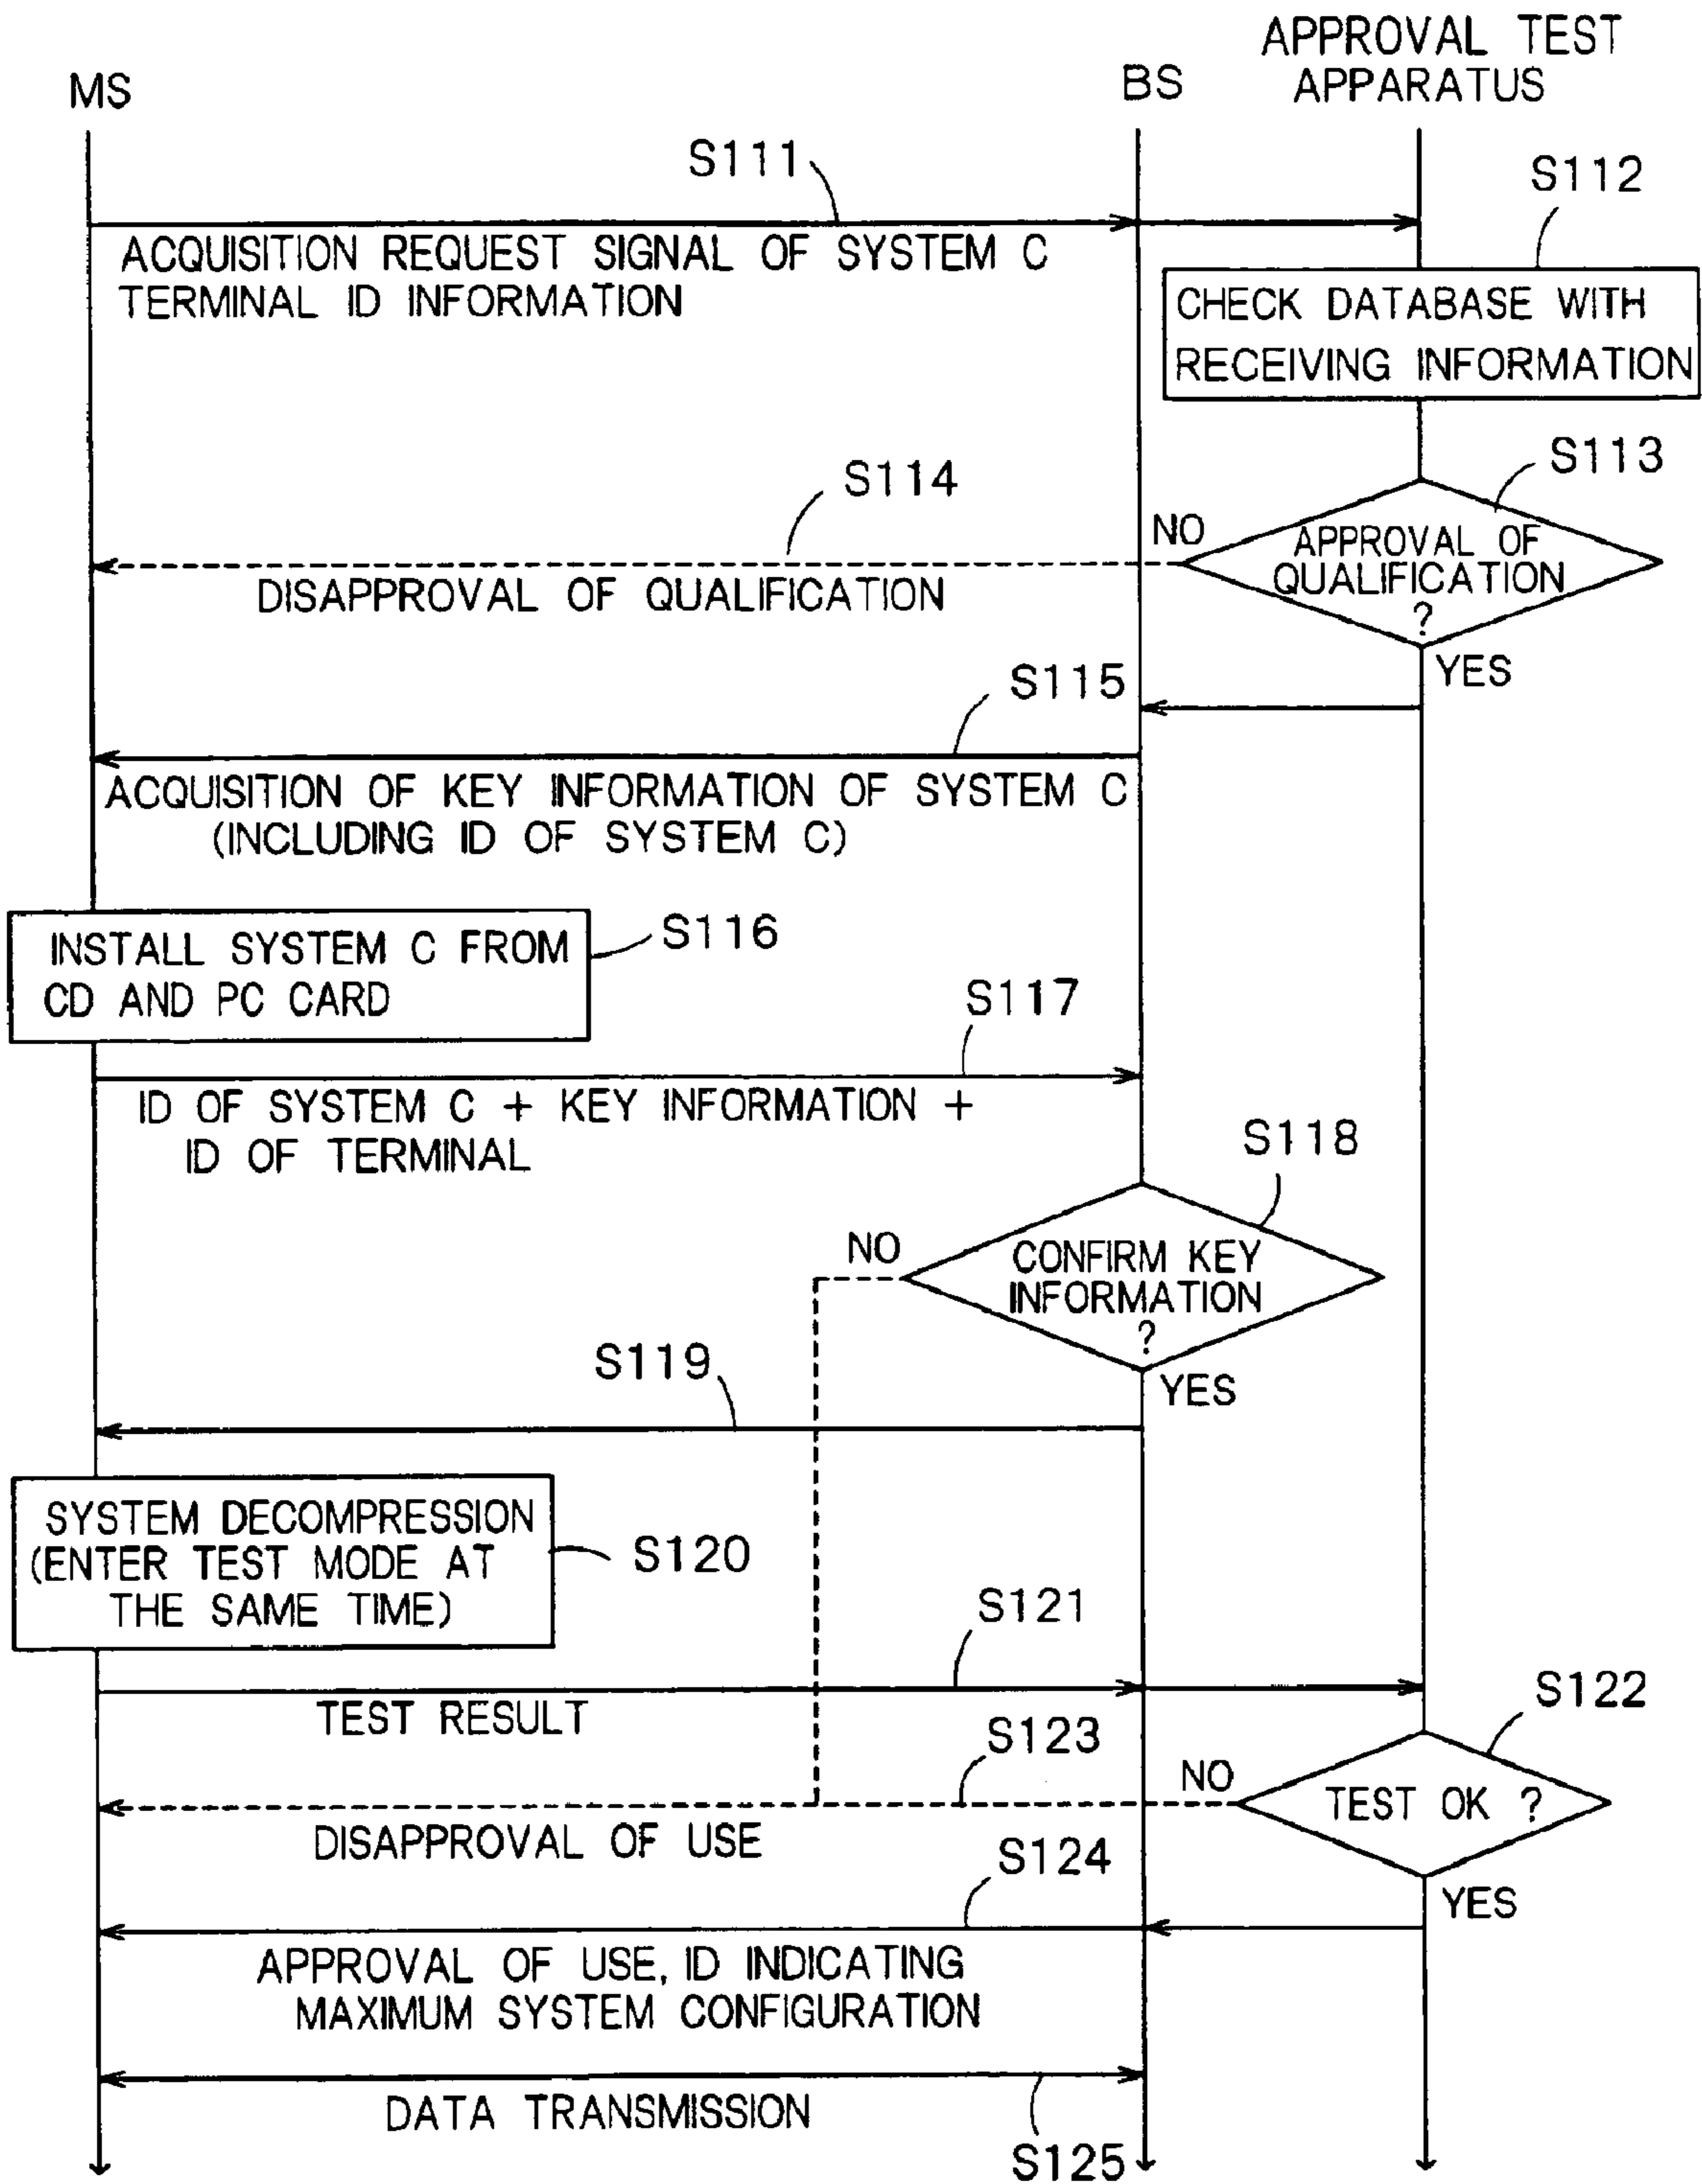 APPROVAL TEST
APPARATUS
MS
BS
S111
S112
ACQUISITION REQUEST SIGNAL OF SYSTEM C
TERMINAL ID INFORMATION
CHECK DATABASE WITH
RECEIVING INFORMATION
S113
S114
NO
APPROVAL OF
QUALIFICATION
?
DISAPPROVAL OF QUALIFICATION
YES
S115
ACQUISITION OF KEY INFORMATION OF SYSTEM C
(INCLUDING ID OF SYSTEM C)
S116
INSTALL SYSTEM C FROM
CD AND PC CARD
S117
ID OF SYSTEM C + KEY INFORMATION +
ID OF TERMINAL
S118
NO
CONFIRM KEY
INFORMATION
?
YES
S119
SYSTEM DECOMPRESSION
(ENTER TEST MODE AT
THE SAME TIME)
S120
S121
TEST RESULT
S122
S123
NO
TEST OK ?
DISAPPROVAL OF USE
S124
YES
APPROVAL OF USE, ID INDICATING
MAXIMUM SYSTEM CONFIGURATION
DATA TRANSMISSION
S125